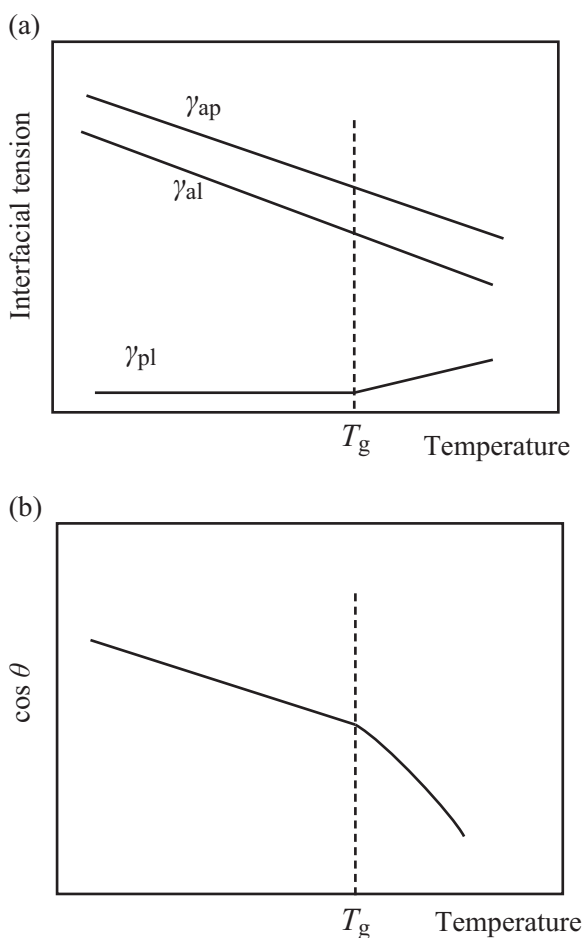 (a)
Interfacial tension
γap
γal
γpl
Tg
Temperature
(b)
cos θ
Tg
Temperature